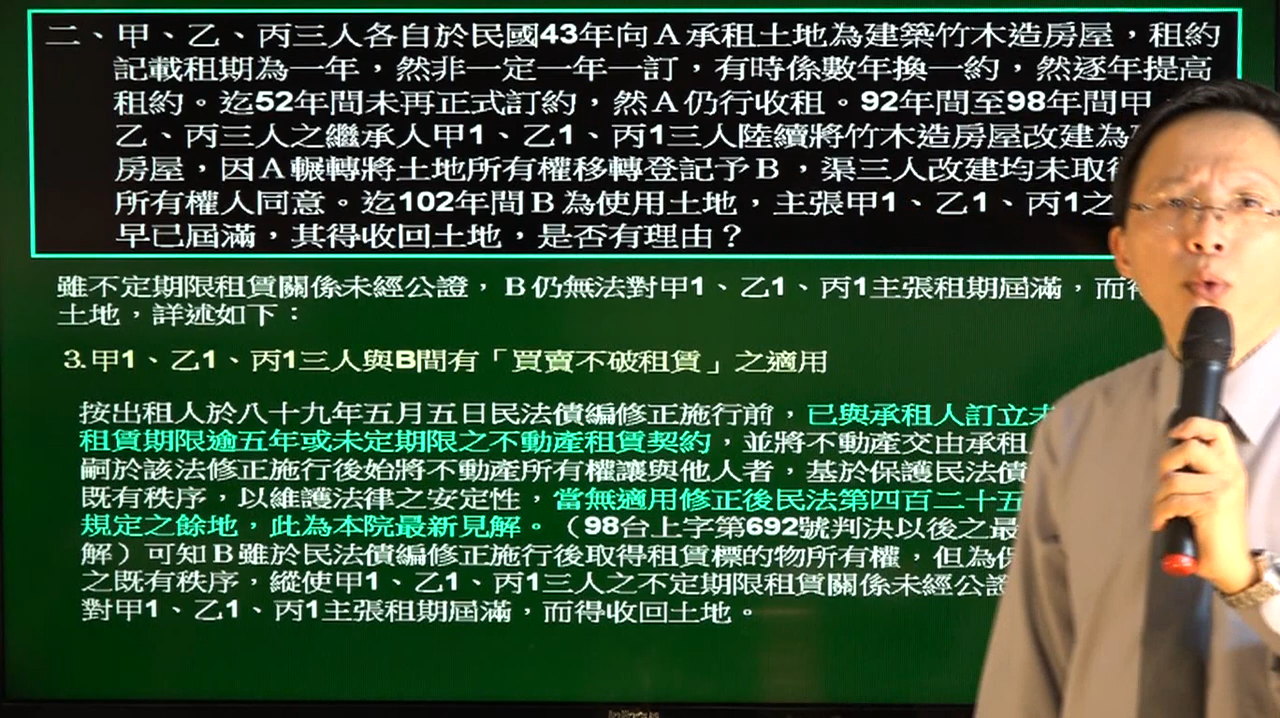 二、甲、乙、丙三人各自於民國43年向A承租土地為建築竹木造房屋，租約
記載租期為一年，然非一定一年一訂，有時係數年換一約，然逐年提高
租約。迄52年間未再正式訂約，然A仍行收租。92年間至98年間甲、
乙、丙三人之繼承人甲1、乙1、丙1三人陸續將竹木造房屋改建為
房屋，因A輾轉將土地所有權移轉登記予B，渠三人改建均未取
所有權人同意。迄102年間B為使用土地，主張甲1、乙1、丙1之
早已屆滿，其得收回土地，是否有理由？
雖不定期限租賃關係未經公證，B仍無法對甲1、乙1、丙1主張租期屆滿，而
土地，詳述如下：
3.甲1、乙1、丙1三人與B間有「買賣不破租賃」之適用
按出租人於八十九年五月五日民法債編修正施行前，已與承租人訂立
租賃期限逾五年或未定期限之不動產租賃契約，並將不動產交由承租
嗣於該法修正施行後始將不動產所有權讓與他人者，基於保護民法債
既有秩序，以維護法律之安定性，當無適用修正後民法第四百二十五
規定之餘地，此為本院最新見解。（98台上字第692號判決以後之最
解）可知B雖於民法債編修正施行後取得租賃標的物所有權，但為
之既有秩序，縱使甲1、乙1、丙1三人之不定期限租賃關係未經公
對甲1、乙1、丙1主張租期屆滿，而得收回土地。